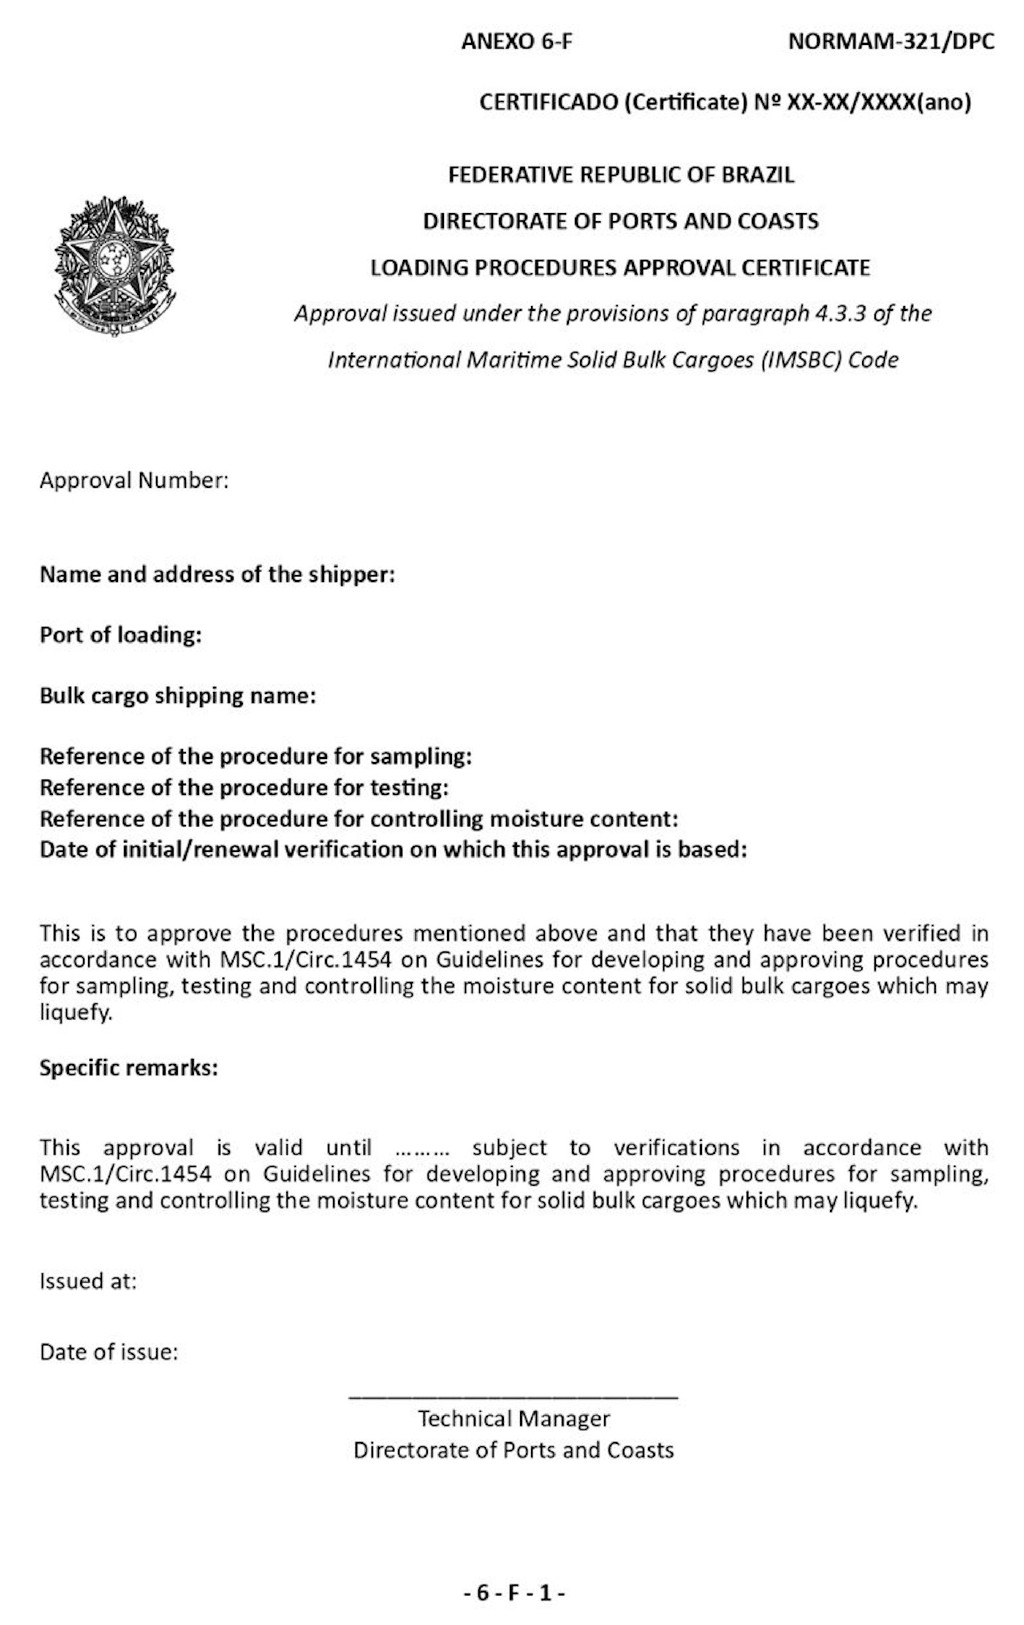 ANEXO 6-F NORMAM-321/DPC
CERTIFICADO (Certificate) Nº XX-XX/XXXX(ano)
FEDERATIVE REPUBLIC OF BRAZIL
DIRECTORATE OF PORTS AND COASTS
LOADING PROCEDURES APPROVAL CERTIFICATE
Approval issued under the provisions of paragraph 4.3.3 of the
International Maritime Solid Bulk Cargoes (IMSBC) Code
Approval Number:
Name and address of the shipper:
Port of loading:
Bulk cargo shipping name:
Reference of the procedure for sampling:
Reference of the procedure for testing:
Reference of the procedure for controlling moisture content:
Date of initial/renewal verification on which this approval is based:
This is to approve the procedures mentioned above and that they have been verified in
accordance with MSC.1/Circ.1454 on Guidelines for developing and approving procedures
for sampling, testing and controlling the moisture content for solid bulk cargoes which may
liquefy.
Specific remarks:
This approval is valid until ......... subject to verifications in accordance with
MSC.1/Circ.1454 on Guidelines for developing and approving procedures for sampling,
testing and controlling the moisture content for solid bulk cargoes which may liquefy.
Issued at:
Date of issue:
Technical Manager
Directorate of Ports and Coasts
- 6 - F - 1 -